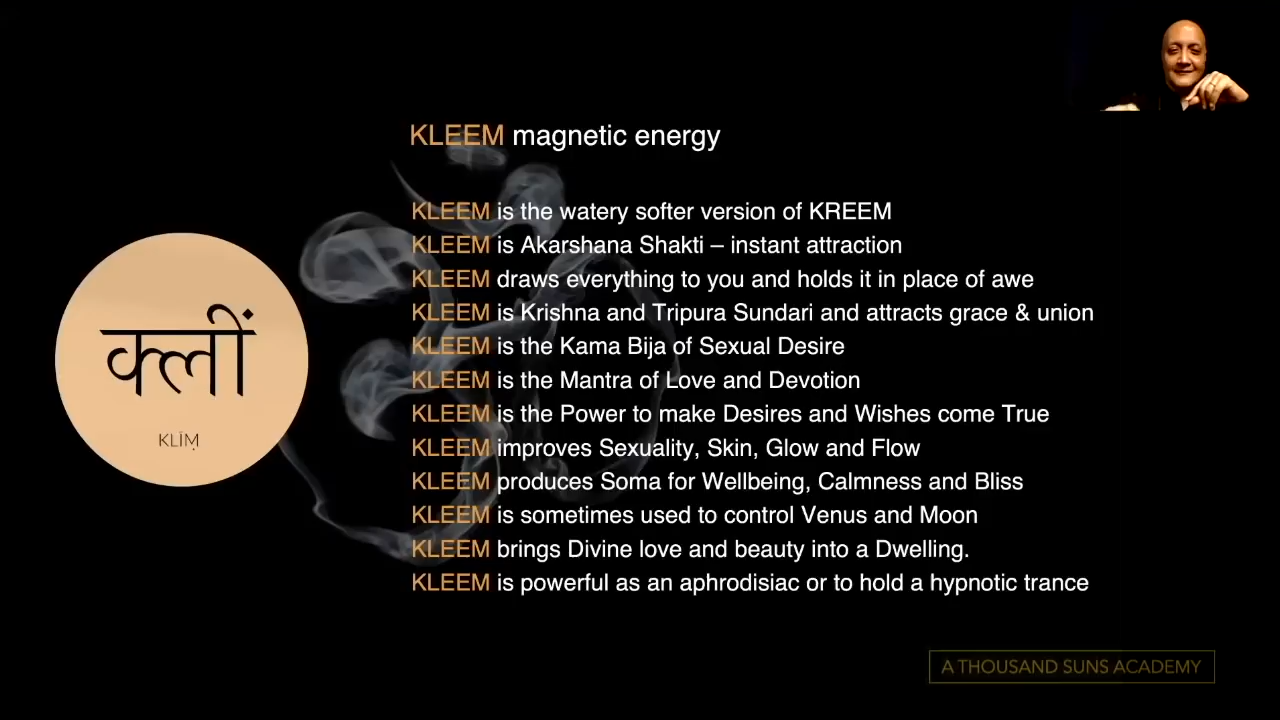 KLEEM magnetic energy
KLEEM is the watery softer version of KREEM
KLEEM is Akarshana Shakti – instant attraction
KLEEM draws everything to you and holds it in place of awe
KLEEM is Krishna and Tripura Sundari and attracts grace & union
KLEEM is the Kama Bija of Sexual Desire
KLEEM is the Mantra of Love and Devotion
KLEEM is the Power to make Desires and Wishes come True
KLEEM improves Sexuality, Skin, Glow and Flow
KLEEM produces Soma for Wellbeing, Calmness and Bliss
KLEEM is sometimes used to control Venus and Moon
KLEEM brings Divine love and beauty into a Dwelling.
KLEEM is powerful as an aphrodisiac or to hold a hypnotic trance
क्लीं
KLĪṂ
A THOUSAND SUNS ACADEMY